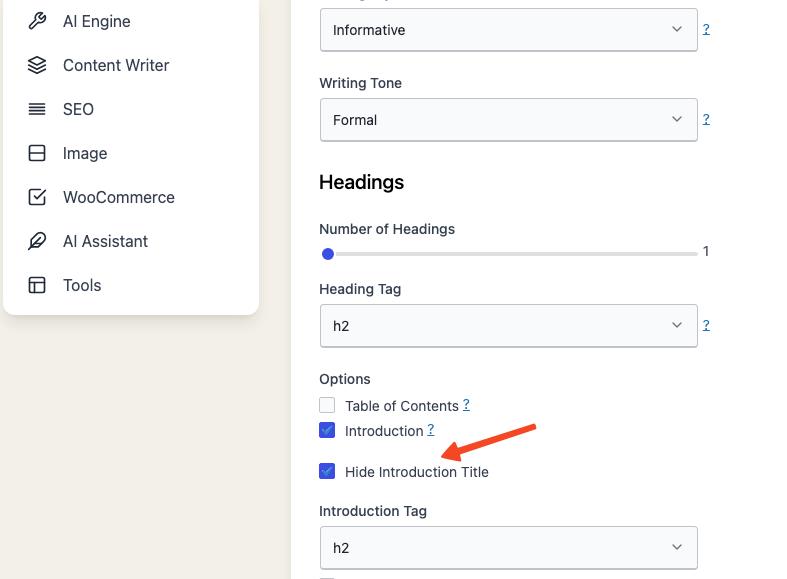 AI Engine
Content Writer
SEO
Image
WooCommerce
AI Assistant
Tools
Informative
?
Writing Tone
Formal
?
Headings
Number of Headings
1
Heading Tag
h2
?
Options
Table of Contents ?
Introduction ?
Hide Introduction Title
Introduction Tag
h2